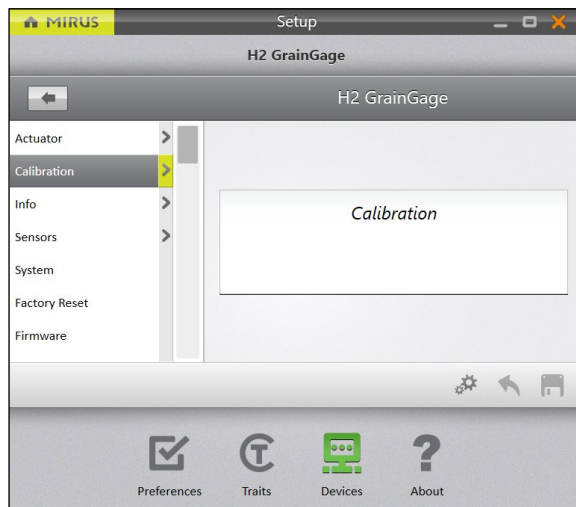 MIRUS
Setup
H2 GrainGage
H2 GrainGage
Actuator
Calibration
Info
Sensors
System
Factory Reset
Firmware
Calibration
Preferences
Traits
Devices
About